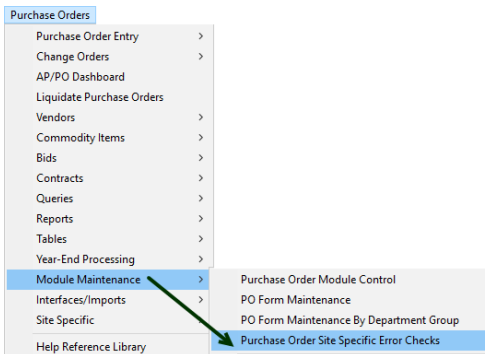 Purchase Orders
Purchase Order Entry
Change Orders
AP/PO Dashboard
Liquidate Purchase Orders
Vendors
Commodity Items
Bids
Contracts
Queries
Reports
Tables
Year-End Processing
Module Maintenance
Interfaces/Imports
Site Specific
Help Reference Library
Purchase Order Module Control
PO Form Maintenance
PO Form Maintenance By Department Group
Purchase Order Site Specific Error Checks